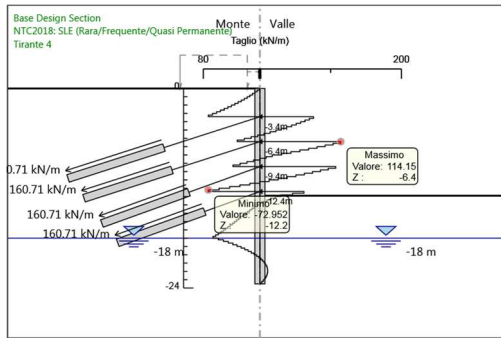 Base Design Section
NTC2018: SLE (Rara/Frequente/Quasi Permanente)
Tirante 4
Monte Valle
Taglio (kN/m)
80 200
0
-3.4m
-6.4m
-9.4m
-12.4m
Massimo
Valore: 114.15
Z : -6.4
0.71 kN/m
160.71 kN/m
160.71 kN/m
160.71 kN/m
Minimo
Valore: -72.952
Z : -12.2
-18 m -18 m
-24